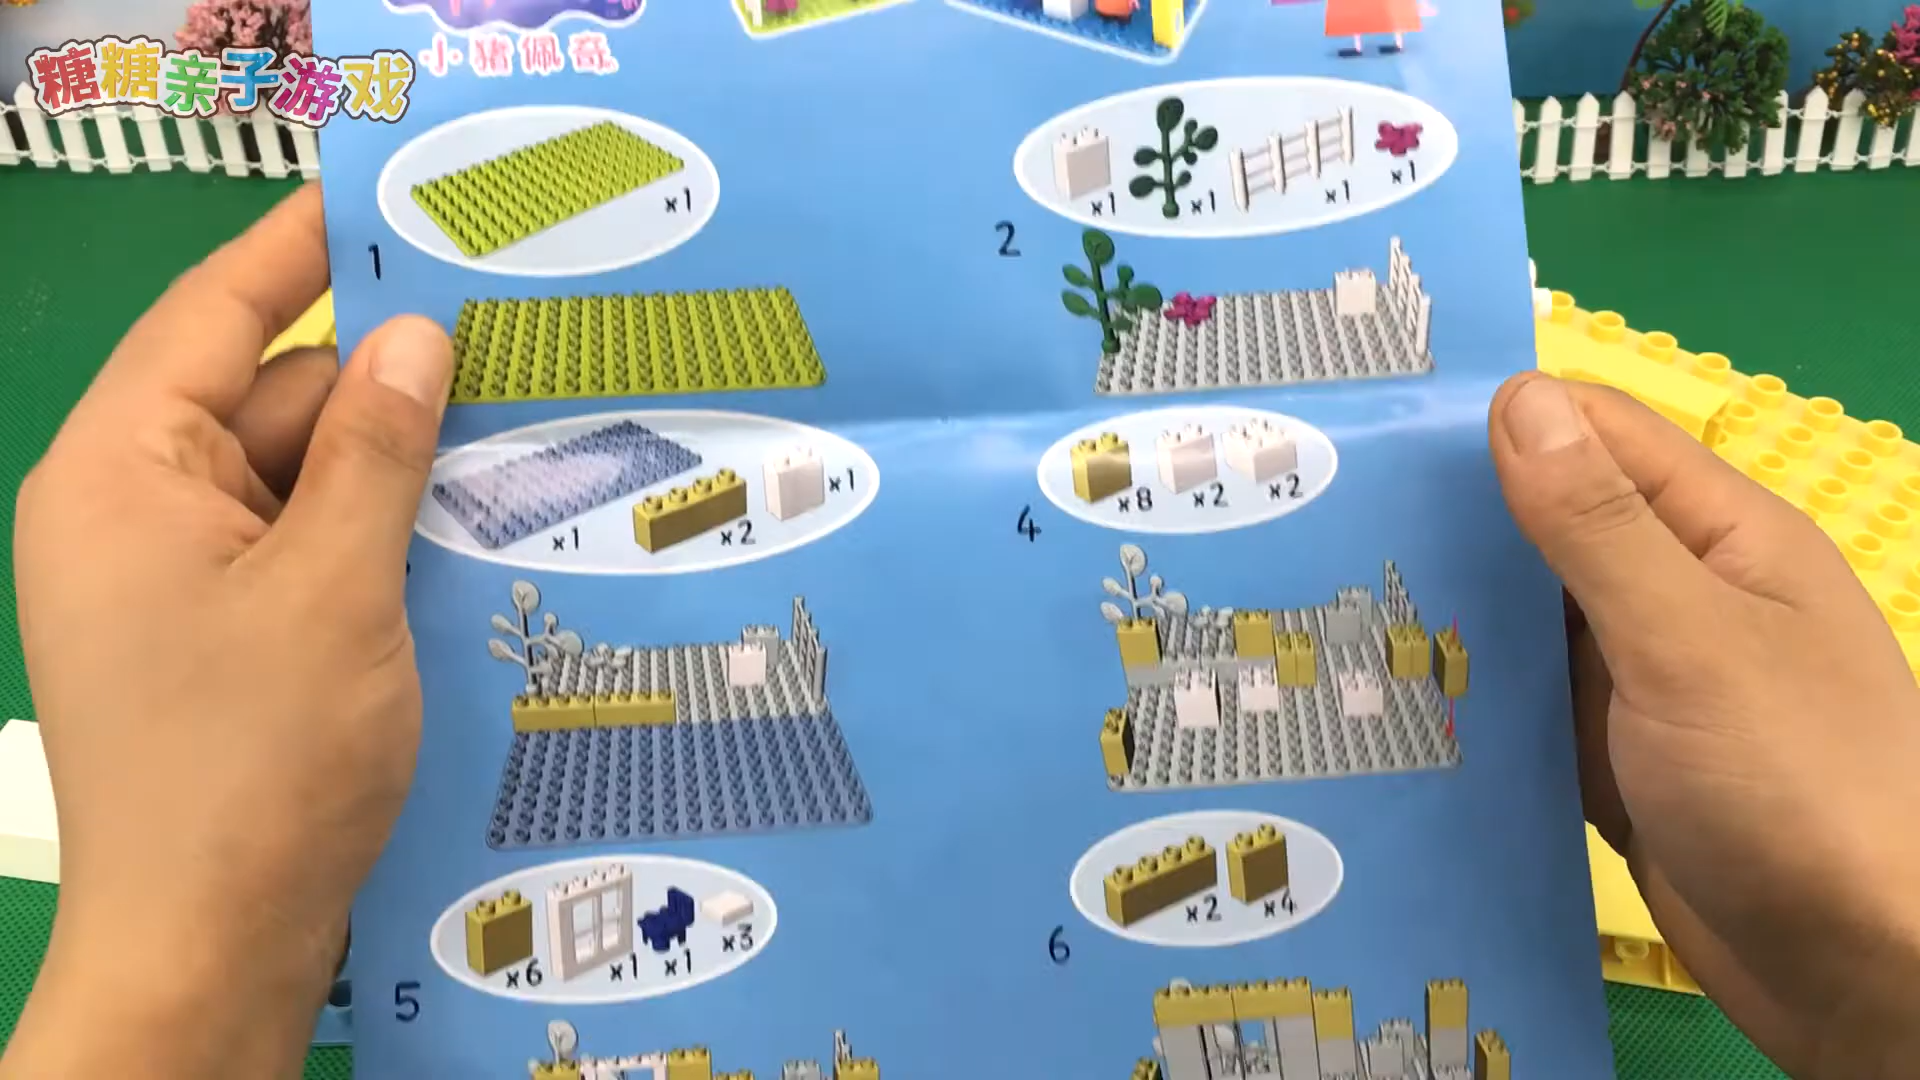 糖糖亲子游戏
小猪佩奇
1
x1
2
x1 x1 x1 x1
x1 x2 x1
4
x8 x2 x2
5
x6 x1 x1 x3
6
x2 x4